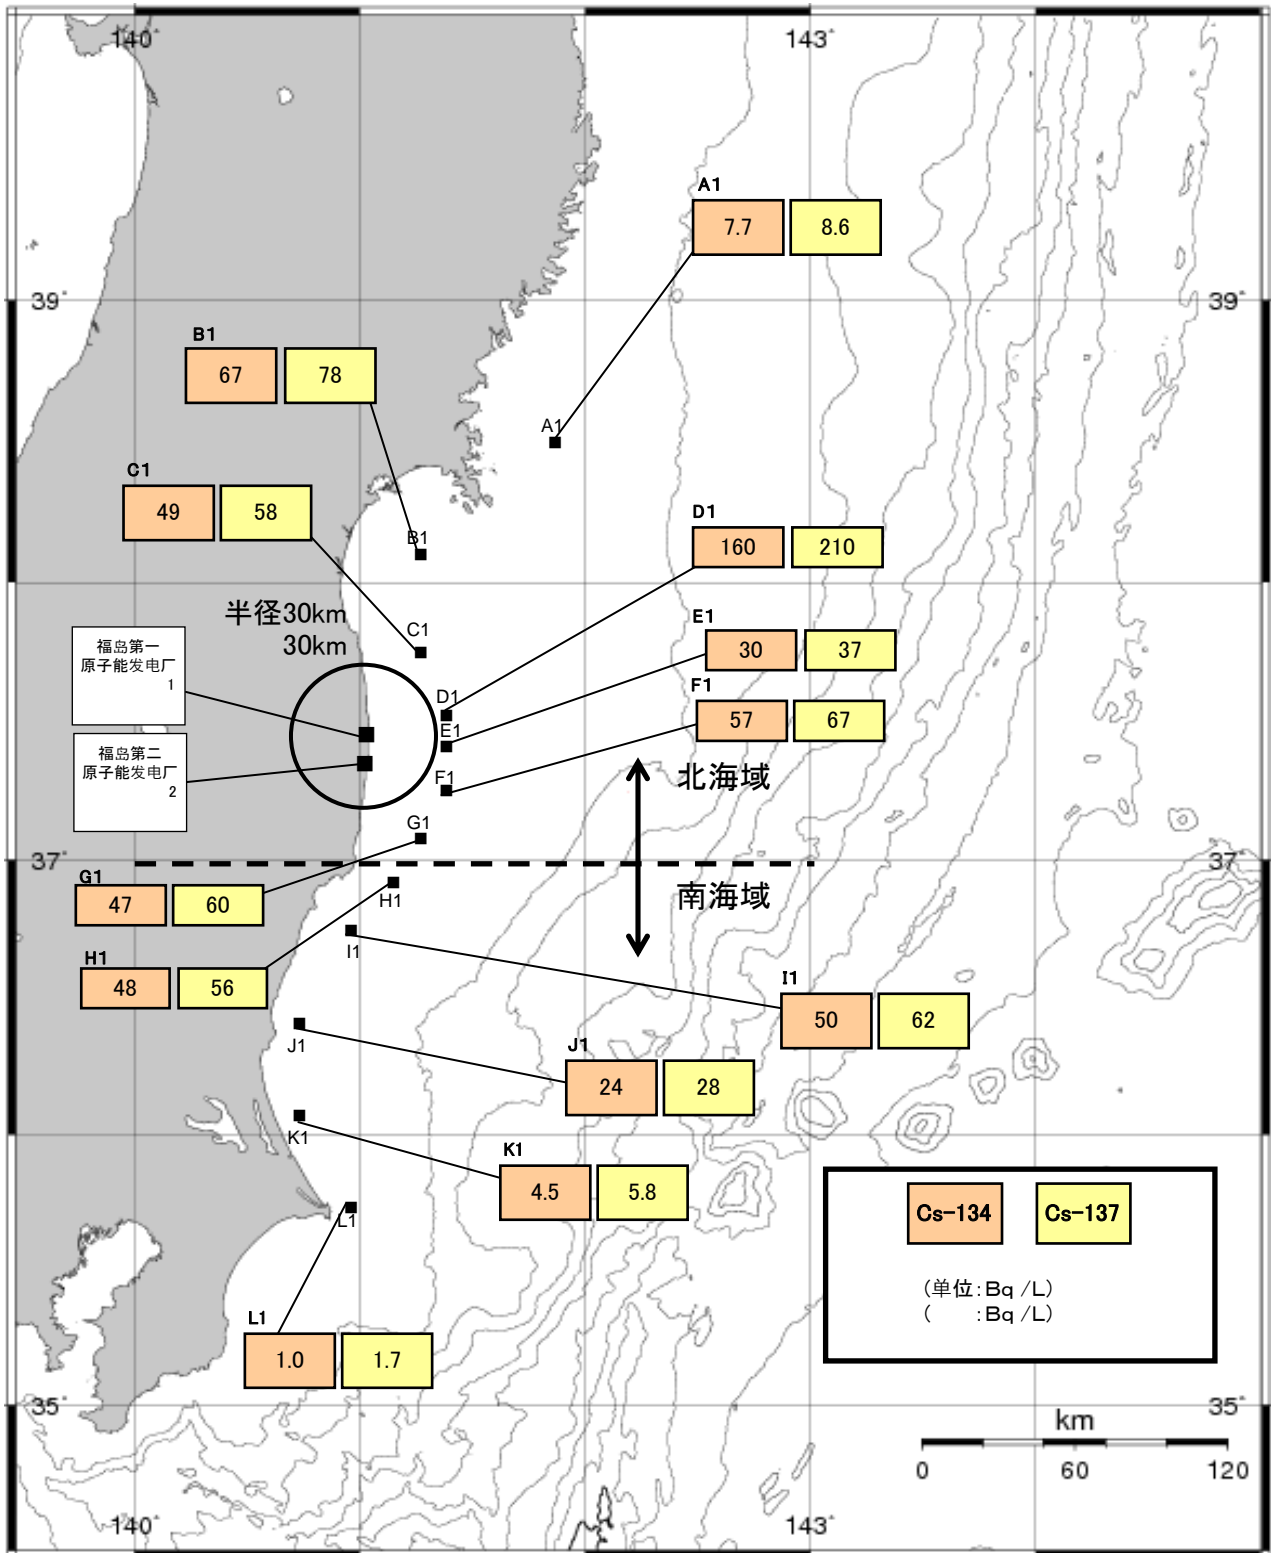 140°
143°
A1
7.7
8.6
39°
39°
B1
67
78
A1
C1
49
58
D1
160
210
B1
半径30km
30km
C1
E1
30
37
福岛第一
原子能发电厂
1
F1
57
67
D1
E1
福岛第二
原子能发电厂
2
F1
北海域
G1
37°
37°
G1
47
60
H1
南海域
I1
H1
48
56
I1
50
62
J1
J1
24
28
K1
K1
4.5
5.8
L1
Cs-134
Cs-137
(单位:Bq /L)
( :Bq /L)
L1
1.0
1.7
35°
35°
km
0
60
120
140°
143°